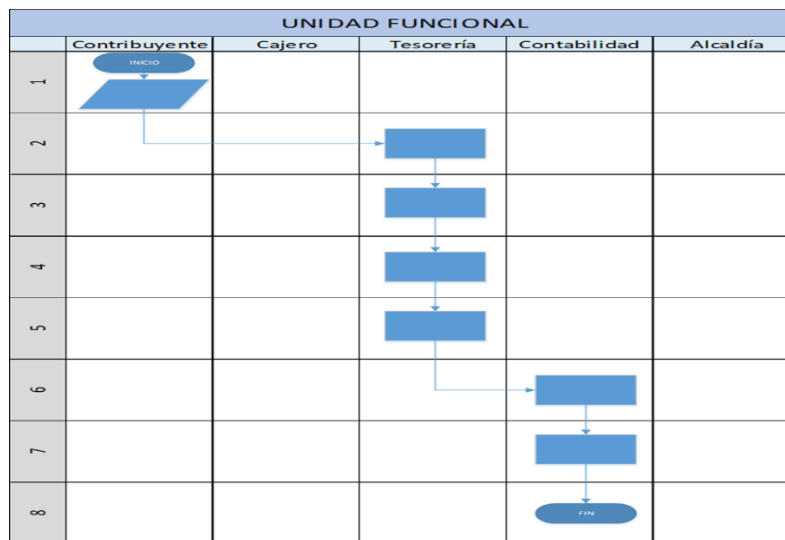 UNIDAD FUNCIONAL
Contribuyente Cajero Tesorería Contabilidad Alcaldía
1
INICIO
2
3
4
5
6
7
8
FIN